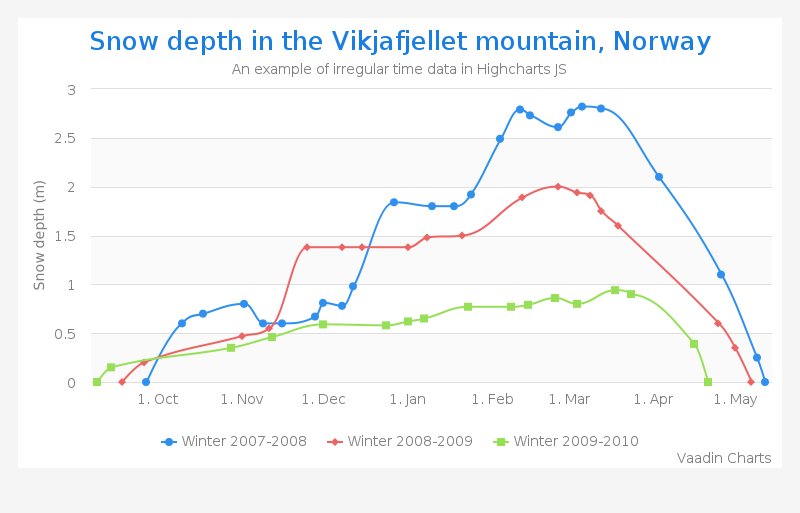 Snow depth in the Vikjafjellet mountain, Norway
An example of irregular time data in Highcharts JS
Snow depth (m)
3
2.5
2
1.5
1
0.5
0
1. Oct 1. Nov 1. Dec 1. Jan 1. Feb 1. Mar 1. Apr 1. May
Winter 2007-2008 Winter 2008-2009 Winter 2009-2010
Vaadin Charts